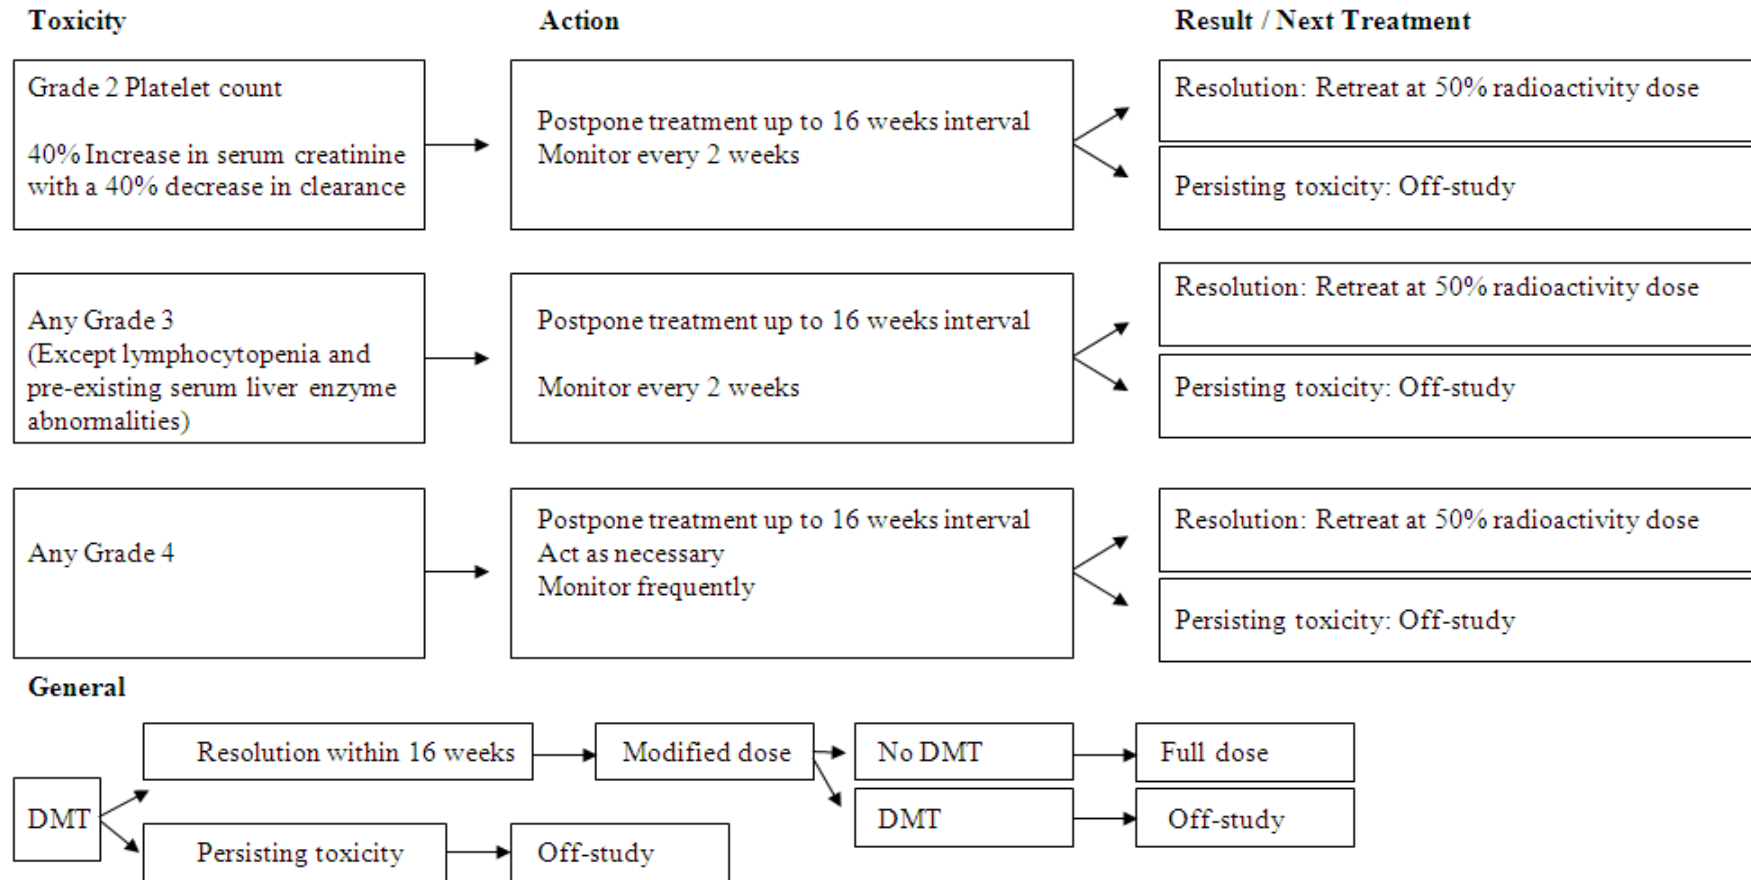 Toxicity
Action
Result / Next Treatment
Grade 2 Platelet count
40% Increase in serum creatinine
with a 40% decrease in clearance
Postpone treatment up to 16 weeks interval
Monitor every 2 weeks
Resolution: Retreat at 50% radioactivity dose
Persisting toxicity: Off-study
Any Grade 3
(Except lymphocytopenia and
pre-existing serum liver enzyme
abnormalities)
Postpone treatment up to 16 weeks interval
Monitor every 2 weeks
Resolution: Retreat at 50% radioactivity dose
Persisting toxicity: Off-study
Any Grade 4
Postpone treatment up to 16 weeks interval
Act as necessary
Monitor frequently
Resolution: Retreat at 50% radioactivity dose
Persisting toxicity: Off-study
General
DMT
Resolution within 16 weeks
Modified dose
No DMT
Full dose
DMT
Off-study
Persisting toxicity
Off-study